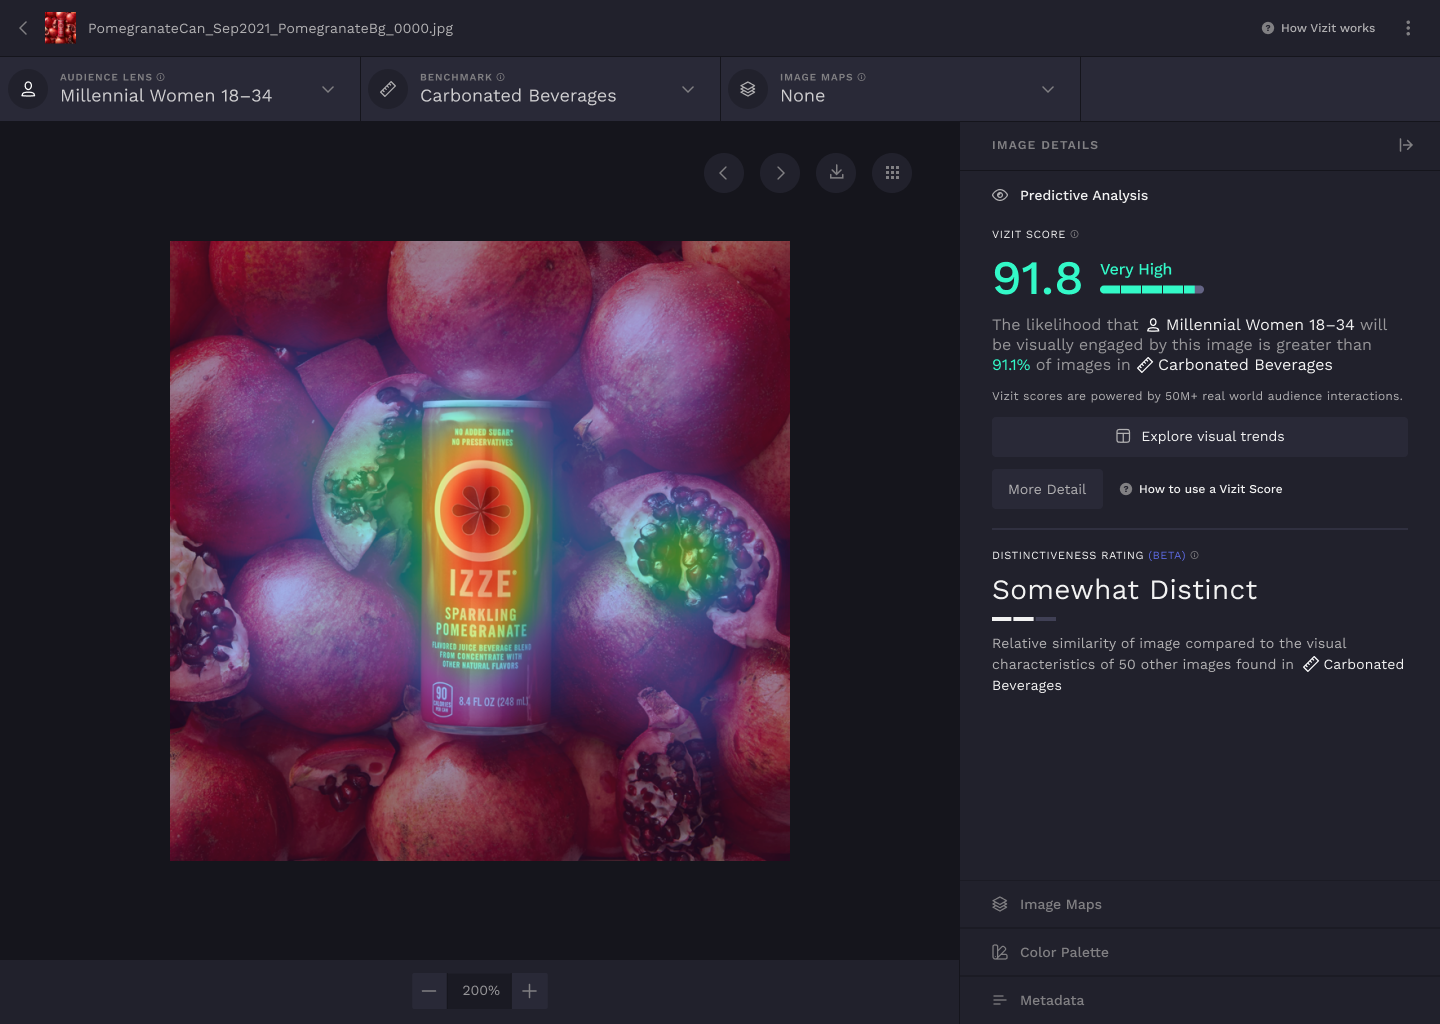 PomegranateCan_Sep2021_PomegranateBg_0000.jpg
How Vizit works
AUDIENCE LENS
Millennial Women 18–34
BENCHMARK
Carbonated Beverages
IMAGE MAPS
None
IMAGE DETAILS
Predictive Analysis
VIZIT SCORE
91.8
Very High
The likelihood that Millennial Women 18–34 will
be visually engaged by this image is greater than
91.1% of images in Carbonated Beverages
Vizit scores are powered by 50M+ real world audience interactions.
Explore visual trends
More Detail
How to use a Vizit Score
DISTINCTIVENESS RATING (BETA)
Somewhat Distinct
Relative similarity of image compared to the visual
characteristics of 50 other images found in Carbonated
Beverages
Image Maps
Color Palette
Metadata
NO ADDED SUGAR*
NO PRESERVATIVES
IZZE
SPARKLING
POMEGRANATE
FLAVORED JUICE BEVERAGE BLEND
FROM CONCENTRATE WITH
OTHER NATURAL FLAVORS
90
CALORIES
PER CAN
8.4 FL OZ (248 mL)
200%